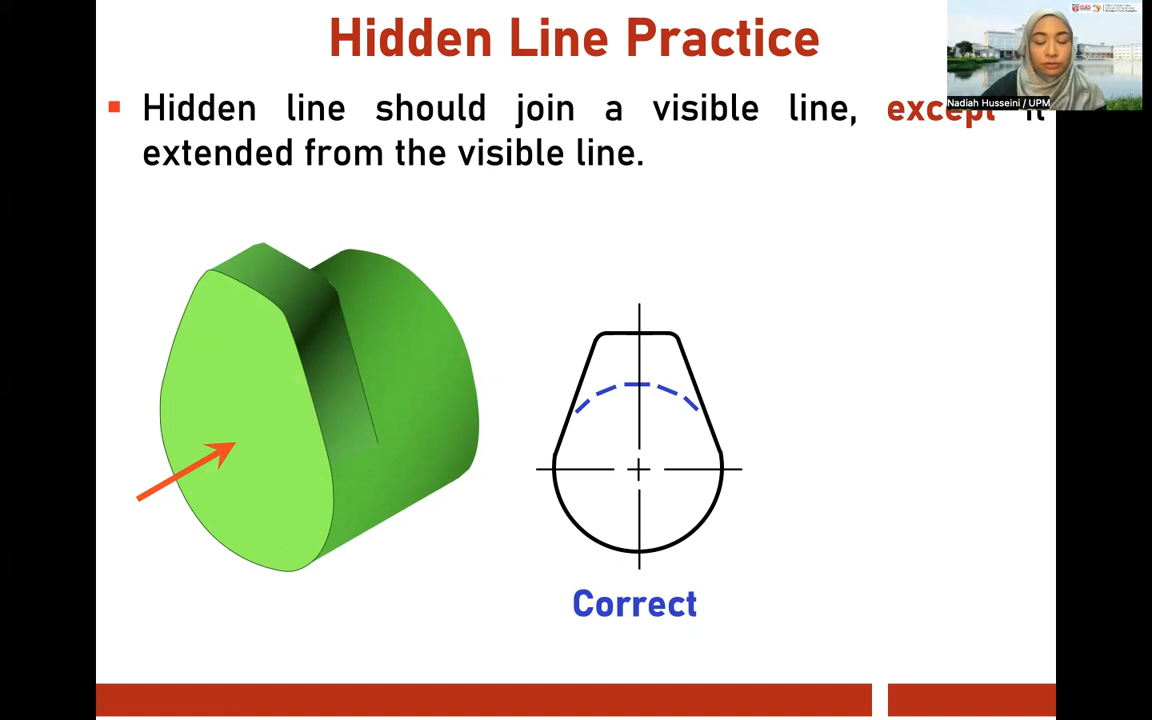 Hidden Line Practice
Hidden line should join a visible line, except
extended from the visible line.
Correct
Nadiah Husseini / UPM